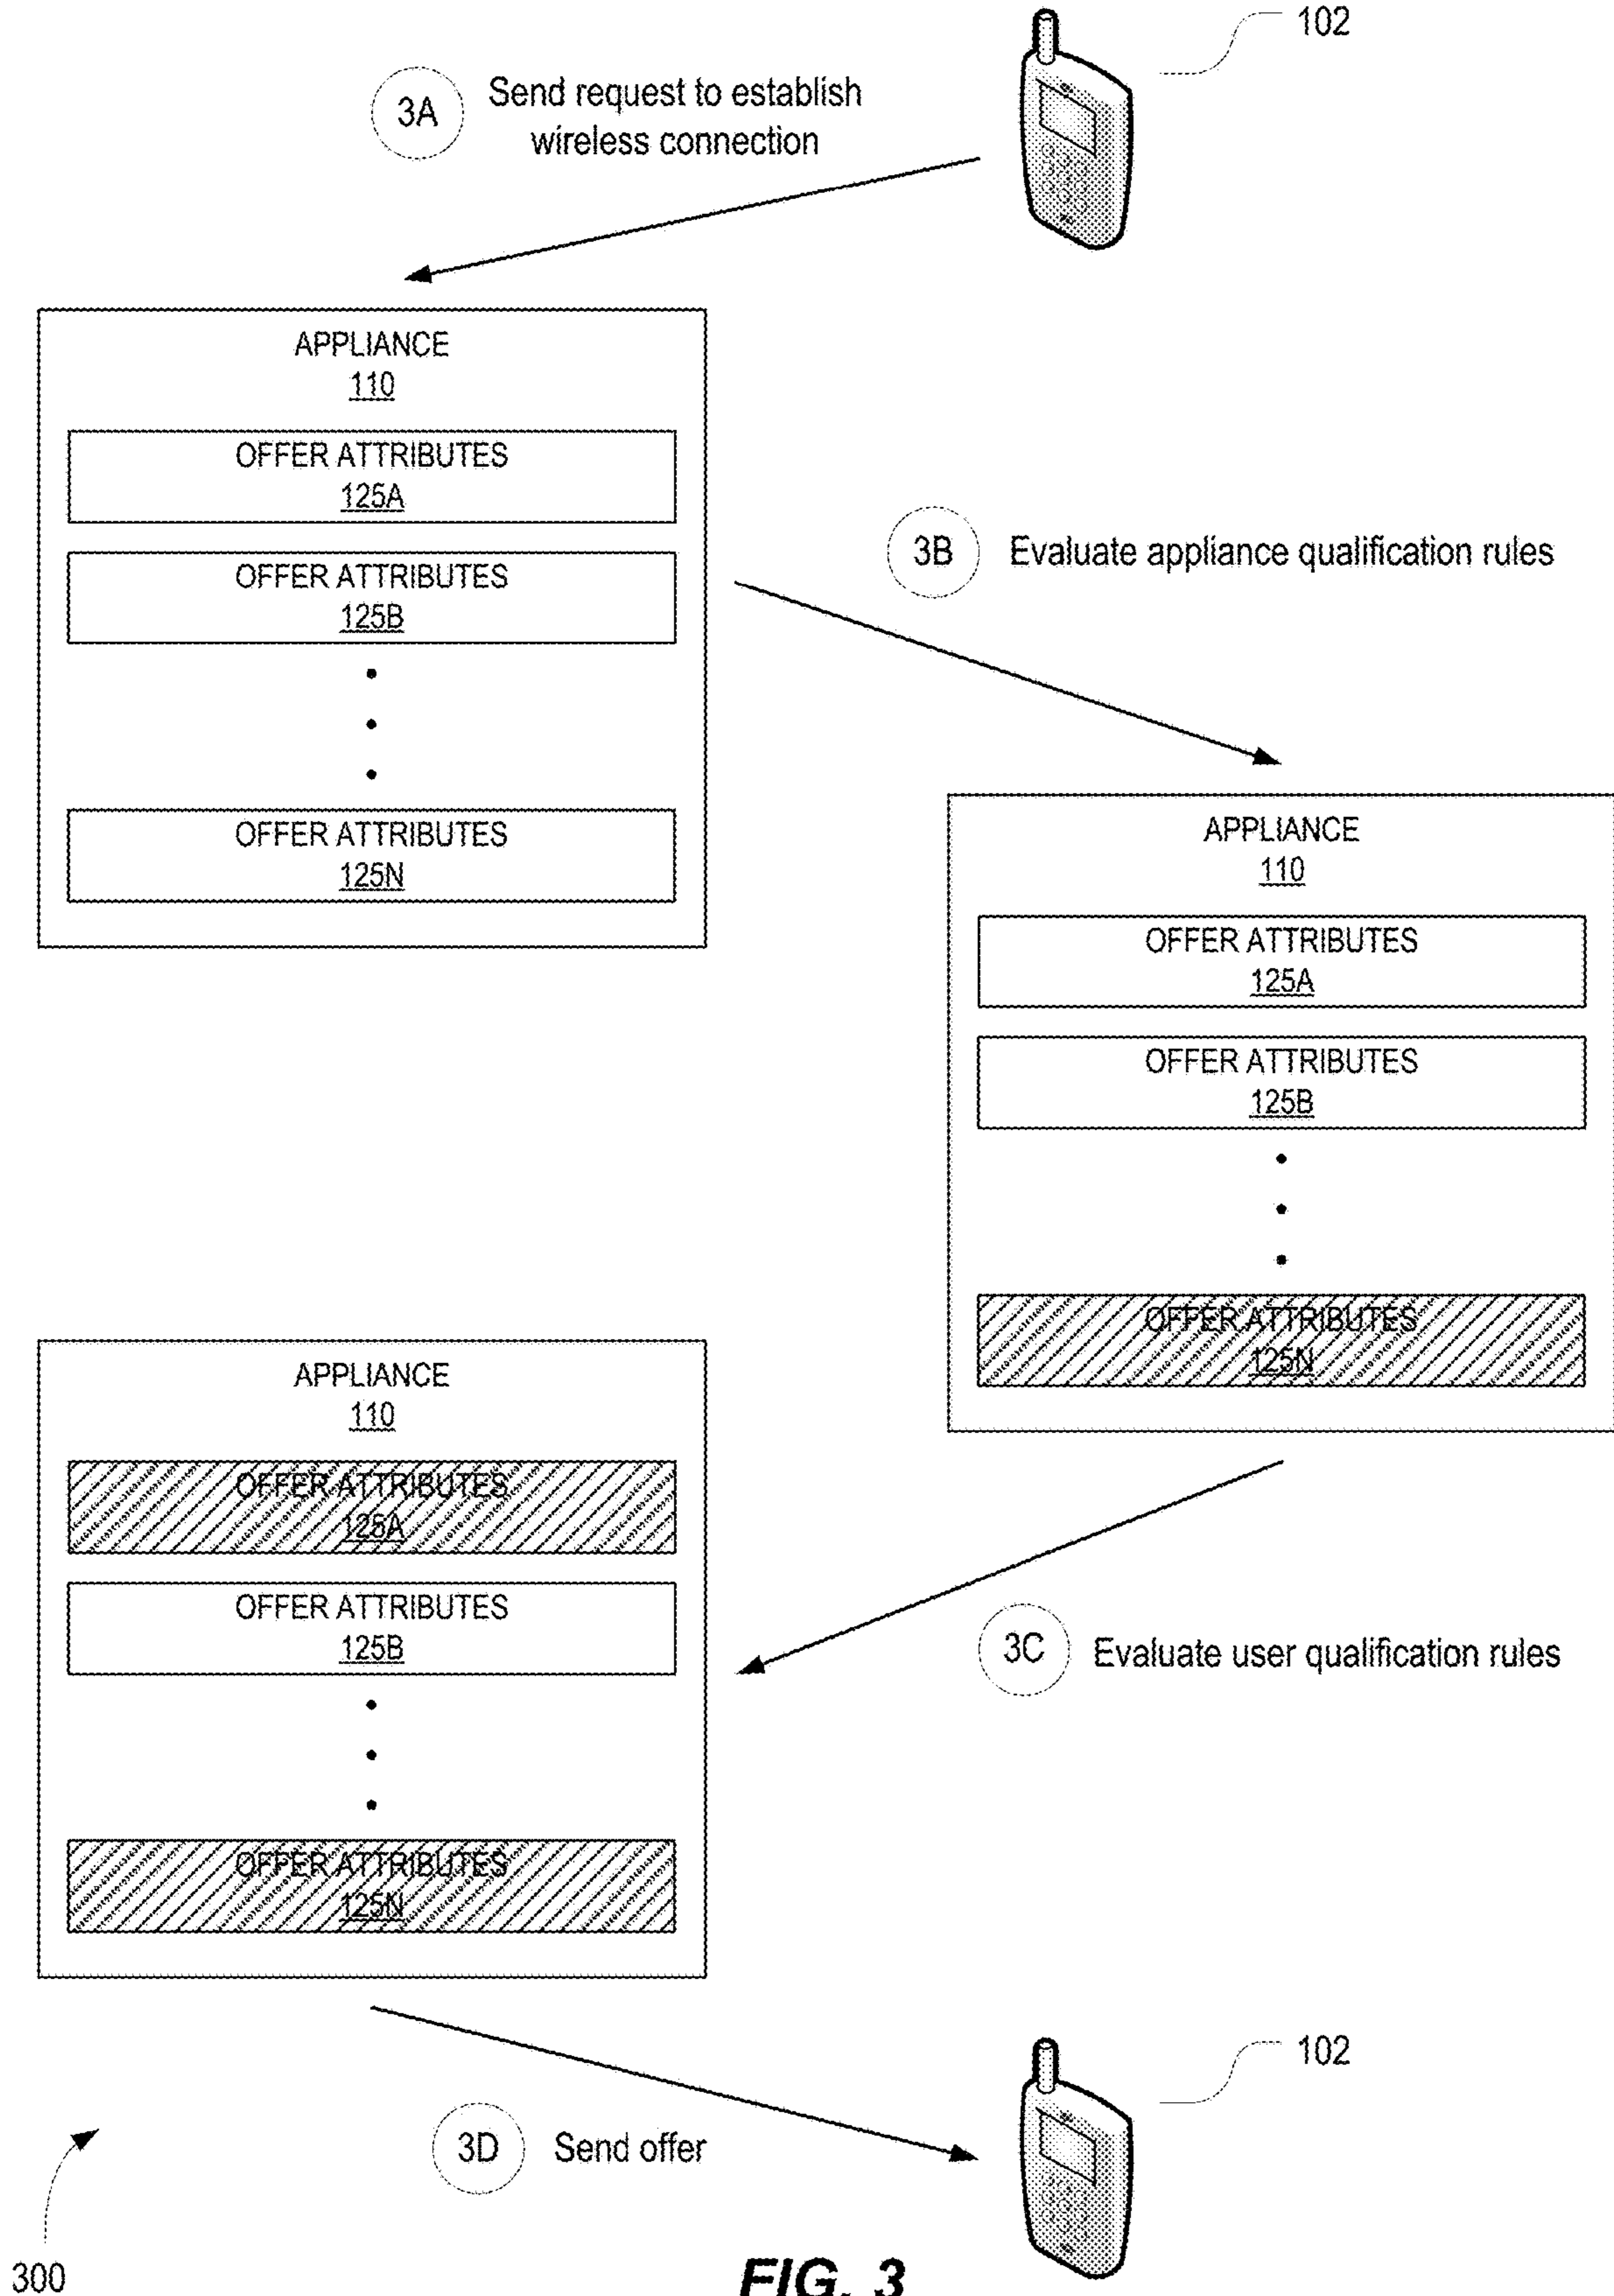 102
3A
Send request to establish
wireless connection
APPLIANCE
110
OFFER ATTRIBUTES
125A
OFFER ATTRIBUTES
125B
OFFER ATTRIBUTES
125N
3B
Evaluate appliance qualification rules
APPLIANCE
110
OFFER ATTRIBUTES
125A
OFFER ATTRIBUTES
125B
OFFER ATTRIBUTES
125N
APPLIANCE
110
OFFER ATTRIBUTES
125A
OFFER ATTRIBUTES
125B
OFFER ATTRIBUTES
125N
3C
Evaluate user qualification rules
102
3D
Send offer
300
FIG. 3